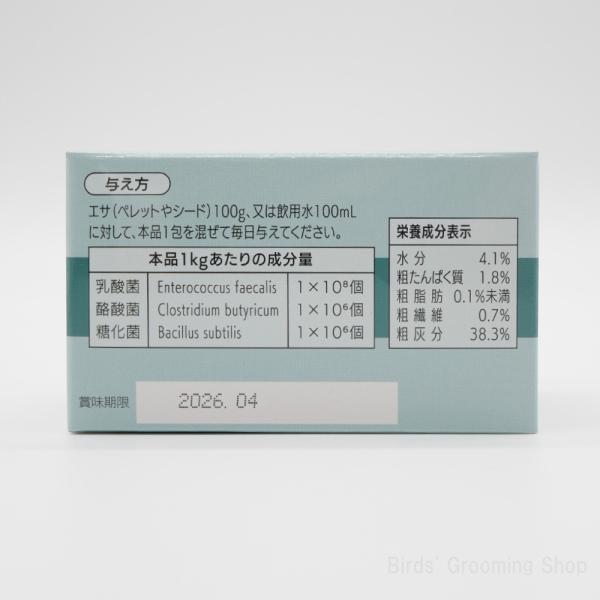 与え方
エサ(ペレットやシード)100g、又は飲用水100mL
に対して、本品1包を混ぜて毎日与えてください。
本品1kgあたりの成分量
乳酸菌 Enterococcus faecalis 1×10⁸個
酪酸菌 Clostridium butyricum 1×10⁶個
糖化菌 Bacillus subtilis 1×10⁶個
栄養成分表示
水分 4.1%
粗たんぱく質 1.8%
粗脂肪 0.1%未満
粗繊維 0.7%
粗灰分 38.3%
賞味期限 2026.04
Birds' Grooming Shop